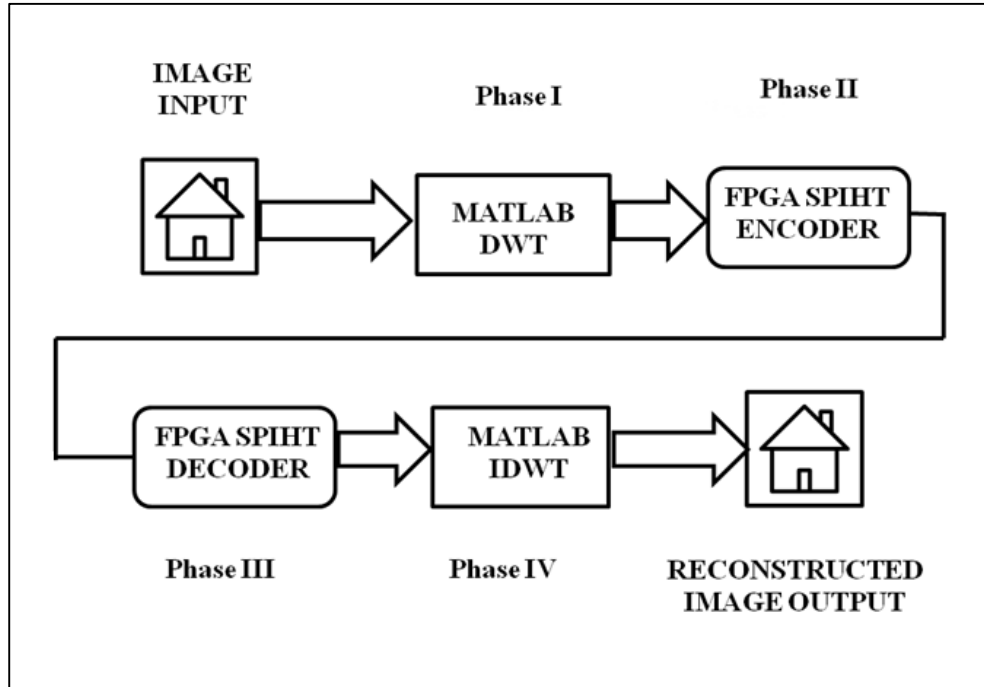 IMAGE
INPUT
Phase I
Phase II
MATLAB
DWT
FPGA SPIHT
ENCODER
FPGA SPIHT
DECODER
MATLAB
IDWT
Phase III
Phase IV
RECONSTRUCTED
IMAGE OUTPUT